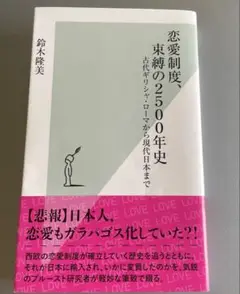 恋愛制度、
束縛の2500年史
古代ギリシャ・ローマから現代日本まで
鈴木隆美
LOVE LOVE LOVE LOVE LOVE
【悲報】日本人、
恋愛もガラパゴス化していた?!
西欧の恋愛制度が確立していく歴史を追うとともに、
それが日本に輸入され、いかに変質したのかを、気鋭
のプルースト研究者が軽妙な筆致で綴る。